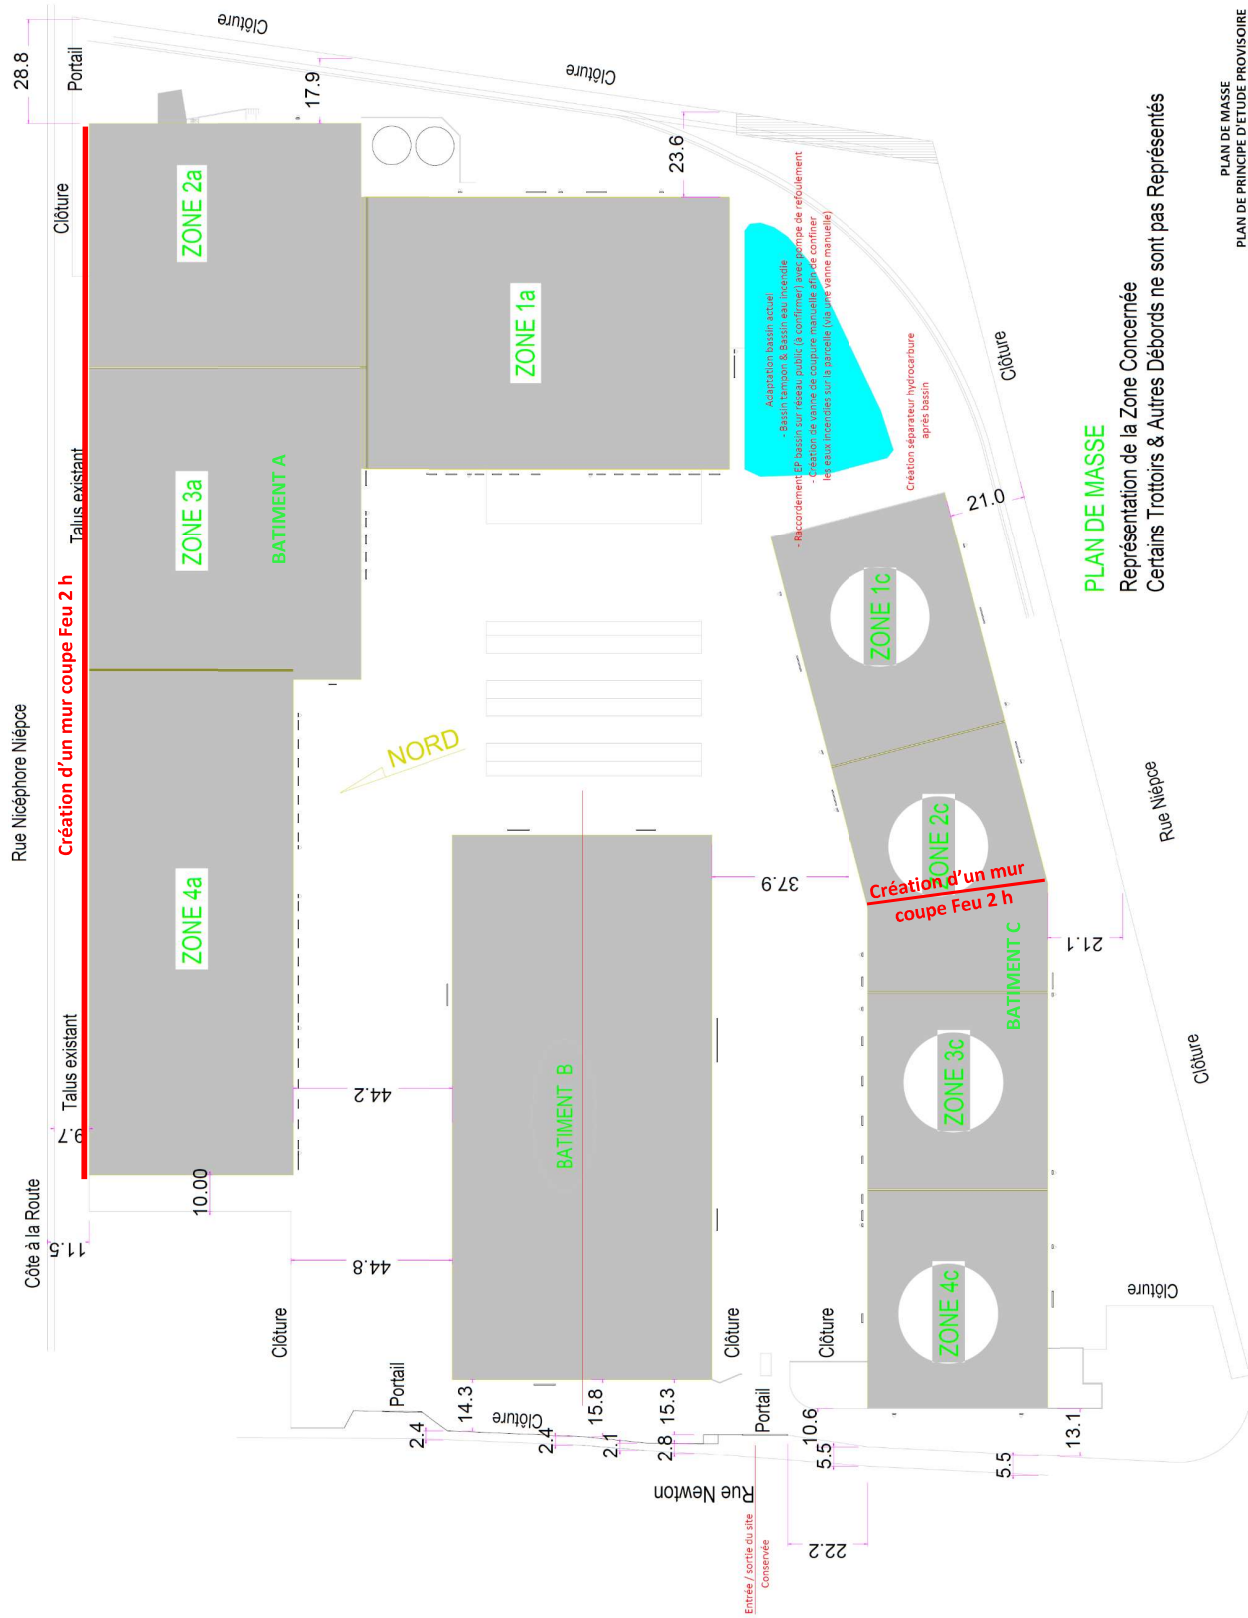 PLAN DE MASSE
PLAN DE PRINCIPE D'ETUDE PROVISOIRE
Rue Nicéphore Niépce
Côte à la Route
Talus existant
Création d'un mur coupe Feu 2 h
Talus existant
Clôture
Portail
28.8
Clôture
17.9
Clôture
23.6
11.5
9.7
10.00
ZONE 4a
ZONE 3a
ZONE 2a
BATIMENT A
ZONE 1a
NORD
44.2
44.8
BATIMENT B
37.9
Adaptation bassin actuel
- Bassin tampon & Bassin eau incendie
- Raccordement EP bassin sur réseau public (à confirmer) avec pompe de refoulement
- Création de vanne de coupure manuelle afin de confiner
les eaux incendies sur la parcelle (via une vanne manuelle)
Création séparateur hydrocarbure
après bassin
Clôture
21.0
ZONE 1c
ZONE 2c
Création d'un mur
coupe Feu 2 h
BATIMENT C
ZONE 3c
ZONE 4c
21.1
Rue Niépce
Clôture
Clôture
Clôture
Portail
Clôture
Clôture
Portail
Clôture
14.3
15.8
15.3
2.4
2.4
2.1
2.8
10.6
5.5
5.5
13.1
22.2
Rue Newton
Entrée / sortie du site
Conservée
PLAN DE MASSE
Représentation de la Zone Concernée
Certains Trottoirs & Autres Débords ne sont pas Représentés